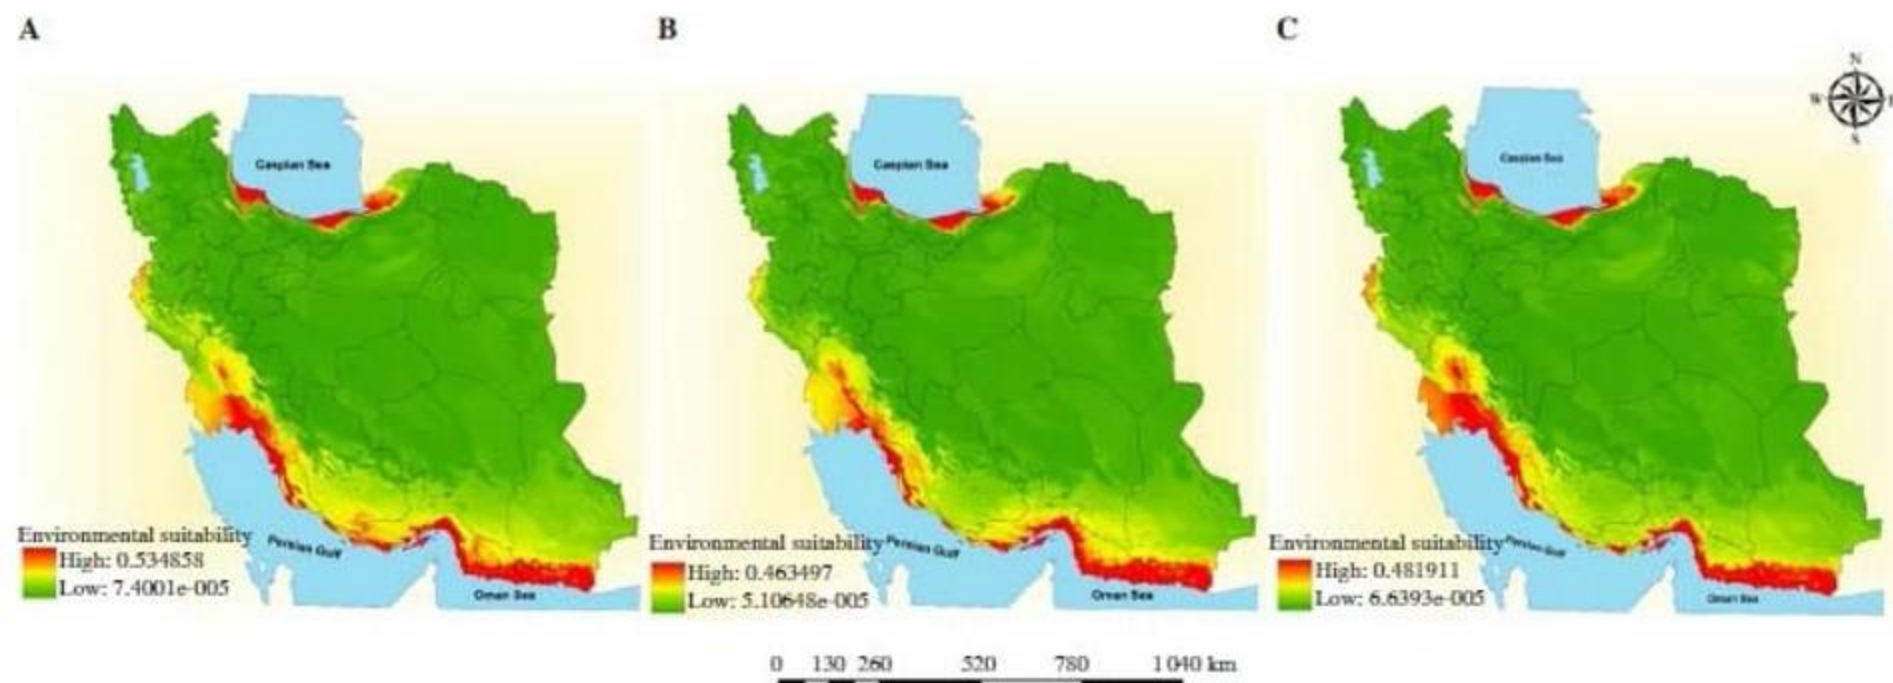 A
B
C
N
W
E
S
Caspian Sea
Caspian Sea
Caspian Sea
Environmental suitability
High: 0.534858
Low: 7.4001e-005
Persian Gulf
Oman Sea
Environmental suitability
High: 0.463497
Low: 5.10648e-005
Persian Gulf
Oman Sea
Environmental suitability
High: 0.481911
Low: 6.6393e-005
Persian Gulf
Oman Sea
0 130 260 520 780 1 040 km